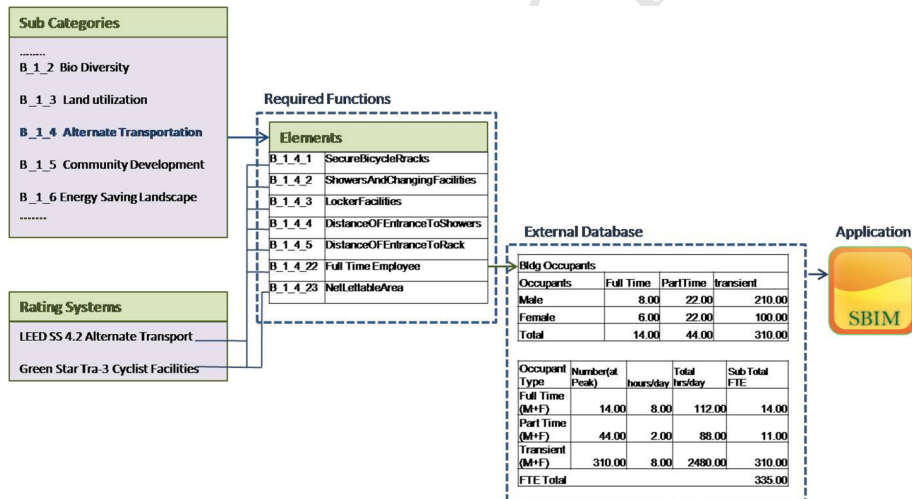 Sub Categories
........
B_1_2 Bio Diversity
B _1_3 Land utilization
B _1_4 Alternate Transportation
B _1_5 Community Development
B _1_6 Energy Saving Landscape
.......
Rating Systems
LEED SS 4.2 Alternate Transport
Green Star Tra-3 Cyclist Facilities
Required Functions
Elements
B_1_4_1 SecureBicycleRracks
B_1_4_2 ShowersAndChangingFacilities
B_1_4_3 LockerFacilities
B_1_4_4 DistanceOFEntranceToShowers
B_1_4_5 DistanceOFEntranceToRack
B_1_4_22 Full Time Employee
B_1_4_23 NetLettableArea
External Database
Bldg Occupants
Occupants Full Time PartTime transient
Male 8.00 22.00 210.00
Female 6.00 22.00 100.00
Total 14.00 44.00 310.00
Occupant Number(at Total Sub Total
Type Peak) hours/day hrs/day FTE
Full Time
(M+F) 14.00 8.00 112.00 14.00
Part Time
(M+F) 44.00 2.00 88.00 11.00
Transient
(M+F) 310.00 8.00 2480.00 310.00
FTE Total 335.00
Application
SBIM